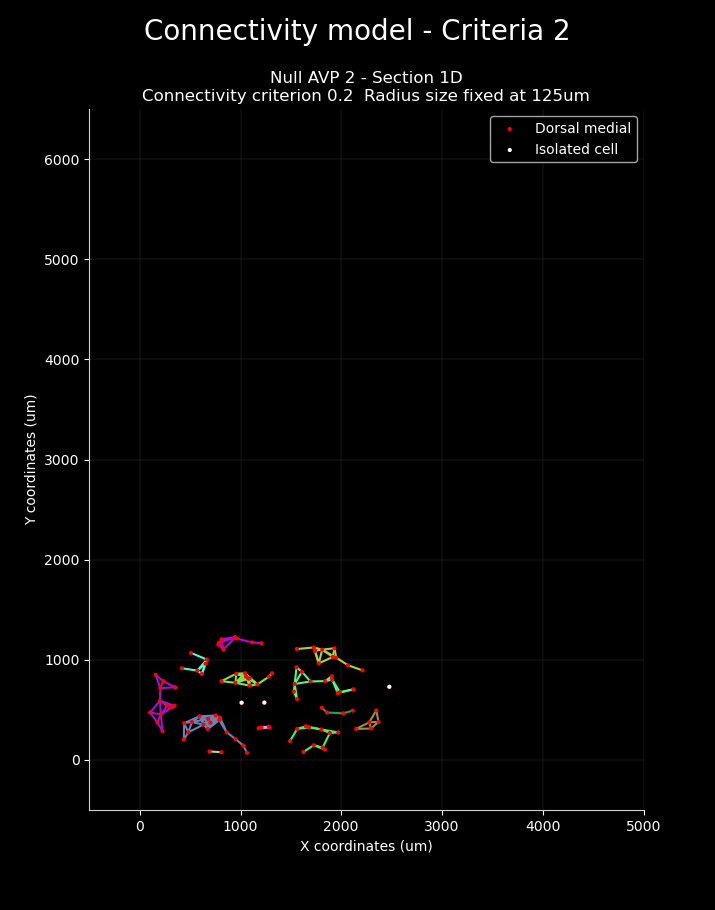 Connectivity model - Criteria 2
Null AVP 2 - Section 1D
Connectivity criterion 0.2  Radius size fixed at 125um
Dorsal medial
Isolated cell
6000
5000
4000
3000
2000
1000
0
Y coordinates (um)
0 1000 2000 3000 4000 5000
X coordinates (um)